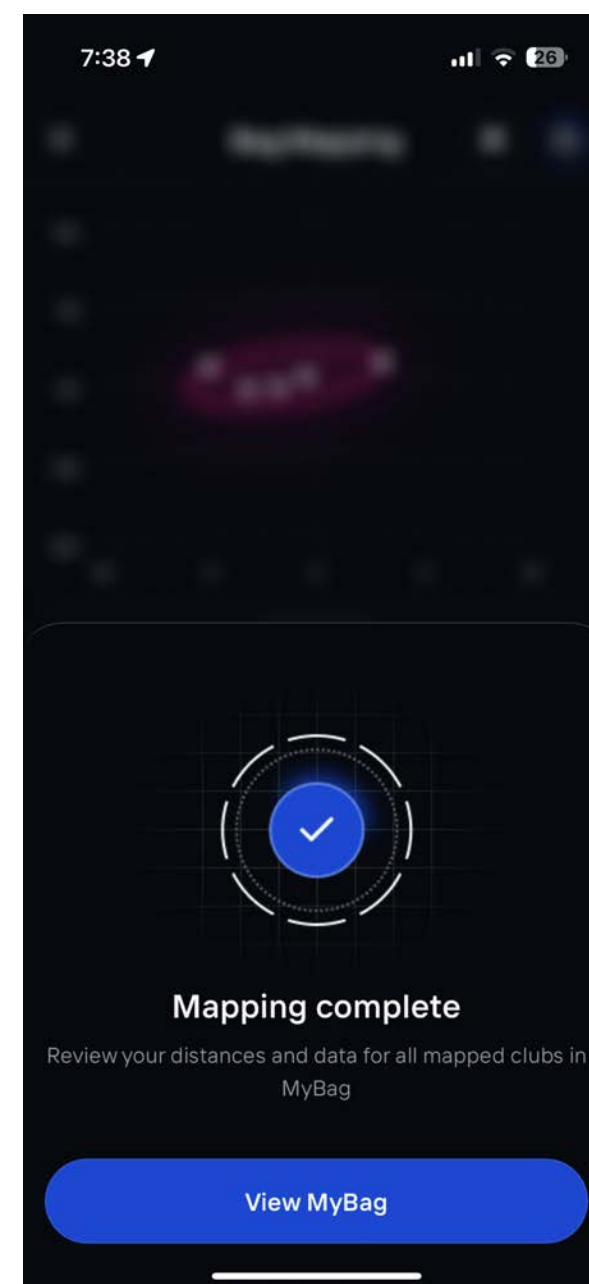 7:38
26
Mapping complete
Review your distances and data for all mapped clubs in
MyBag
View MyBag